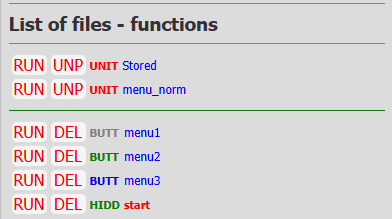 List of files - functions
RUN UNP UNIT Stored
RUN UNP UNIT menu_norm
RUN DEL BUTT menu1
RUN DEL BUTT menu2
RUN DEL BUTT menu3
RUN DEL HIDD start